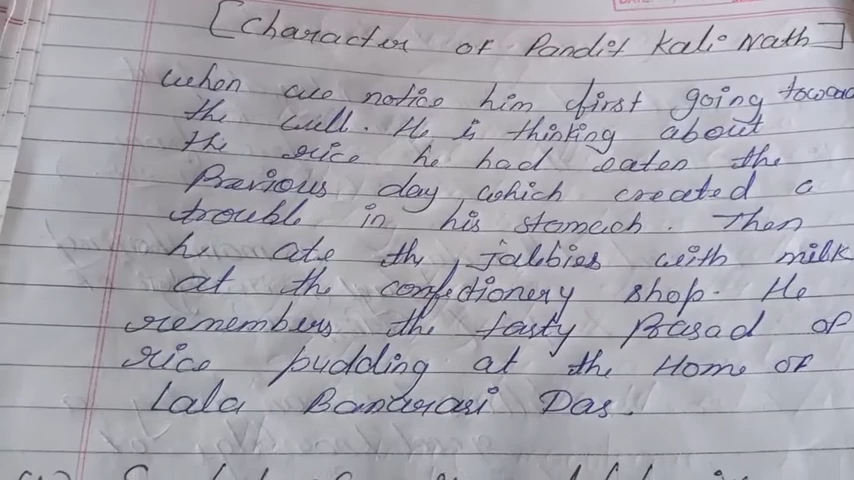 [Character of Pandit Kali Nath]
when we notice him first going toward
the well. He is thinking about
the rice he had eaten the
Previous day which created a
trouble in his stomach. Then
he ate the jalebies with milk
at the confectionery shop. He
remembers the tasty Prasad of
rice pudding at the Home of
Lala Banarasi Das.